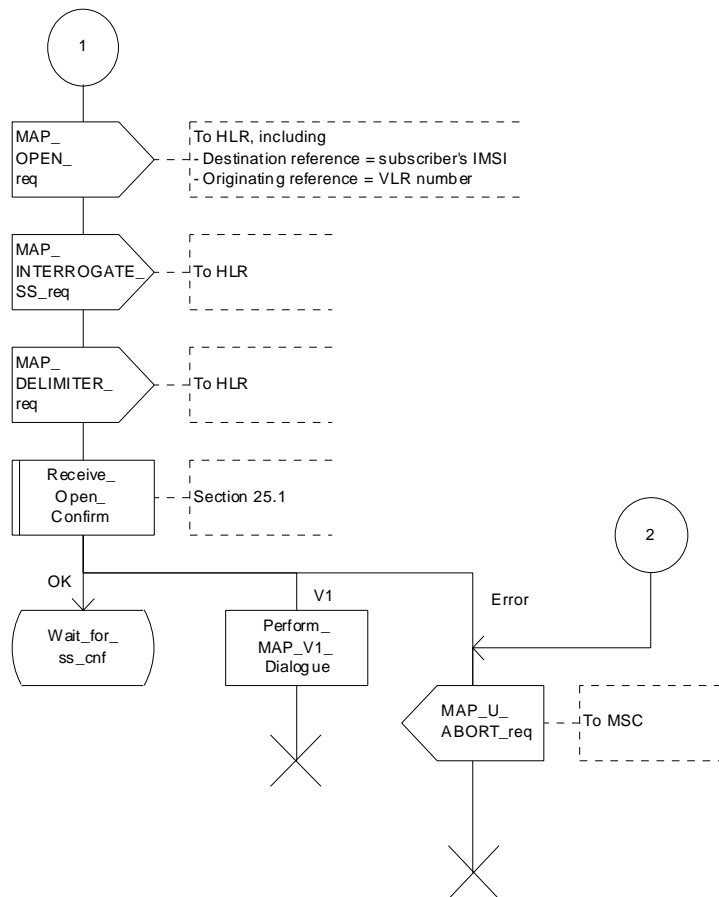 1
MAP_
OPEN_
req
To HLR, including
- Destination reference = subscriber's IMSI
- Originating reference = VLR number
MAP_
INTERROGATE_
SS_req
To HLR
MAP_
DELIMITER_
req
To HLR
Receive_
Open_
Confirm
Section 25.1
2
OK
V1
Error
Wait_for_
ss_cnf
Perform_
MAP_V1_
Dialogue
MAP_U_
ABORT_req
To MSC